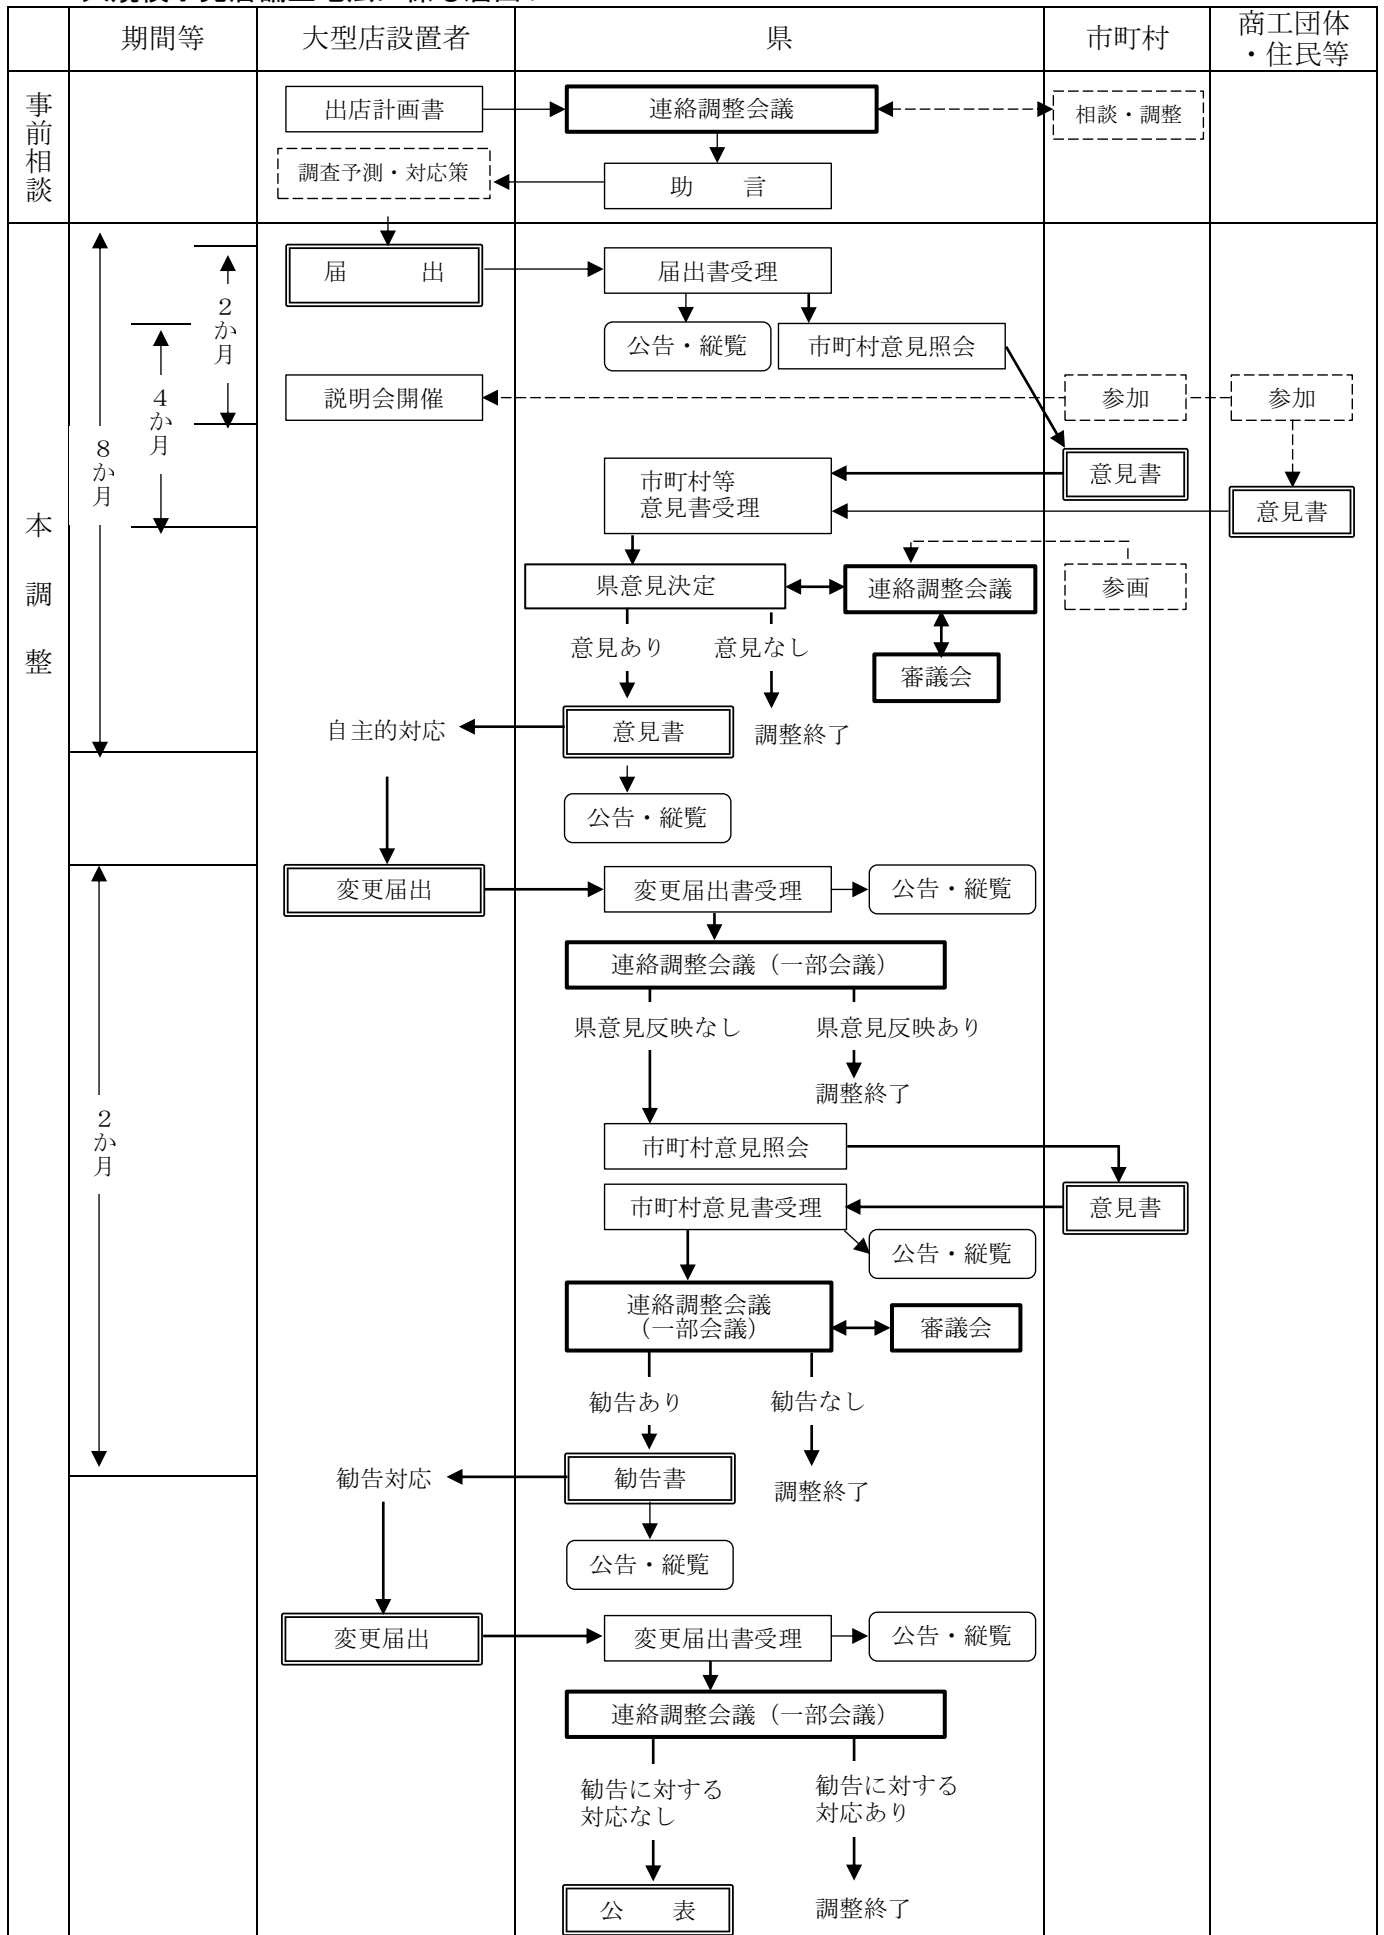 期間等
大型店設置者
県
市町村
商工団体
・住民等
事前相談
出店計画書
連絡調整会議
相談・調整
調査予測・対応策
助　　言
本調整
8か月
2か月
4か月
届　　　出
届出書受理
公告・縦覧
市町村意見照会
説明会開催
参加
参加
意見書
市町村等
意見書受理
意見書
県意見決定
連絡調整会議
参画
意見あり
意見なし
審議会
自主的対応
意見書
調整終了
公告・縦覧
変更届出
変更届出書受理
公告・縦覧
連絡調整会議（一部会議）
県意見反映なし
県意見反映あり
調整終了
2か月
市町村意見照会
市町村意見書受理
意見書
公告・縦覧
連絡調整会議
（一部会議）
審議会
勧告あり
勧告なし
勧告対応
勧告書
調整終了
公告・縦覧
変更届出
変更届出書受理
公告・縦覧
連絡調整会議（一部会議）
勧告に対する
対応なし
勧告に対する
対応あり
公　　表
調整終了